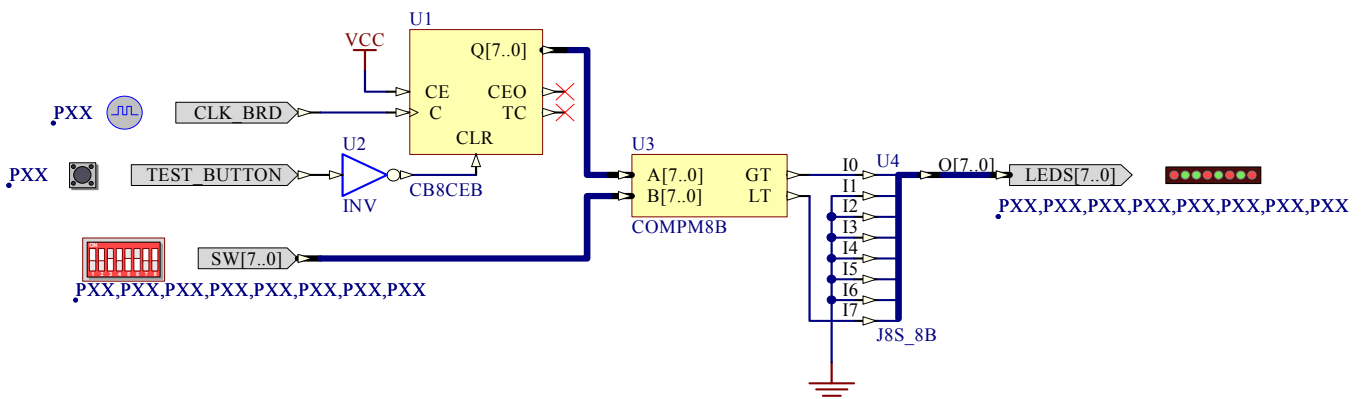 U1
VCC
Q[7..0]
CE
CEO
PXX
CLK_BRD
C
TC
CLR
U2
U3
PXX
TEST_BUTTON
INV
CB8CEB
A[7..0]
GT
B[7..0]
LT
COMPM8B
I0
U4
O[7..0]
LEDS[7..0]
I1
I2
I3
I4
I5
I6
I7
J8S_8B
PXX,PXX,PXX,PXX,PXX,PXX,PXX,PXX
SW[7..0]
PXX,PXX,PXX,PXX,PXX,PXX,PXX,PXX